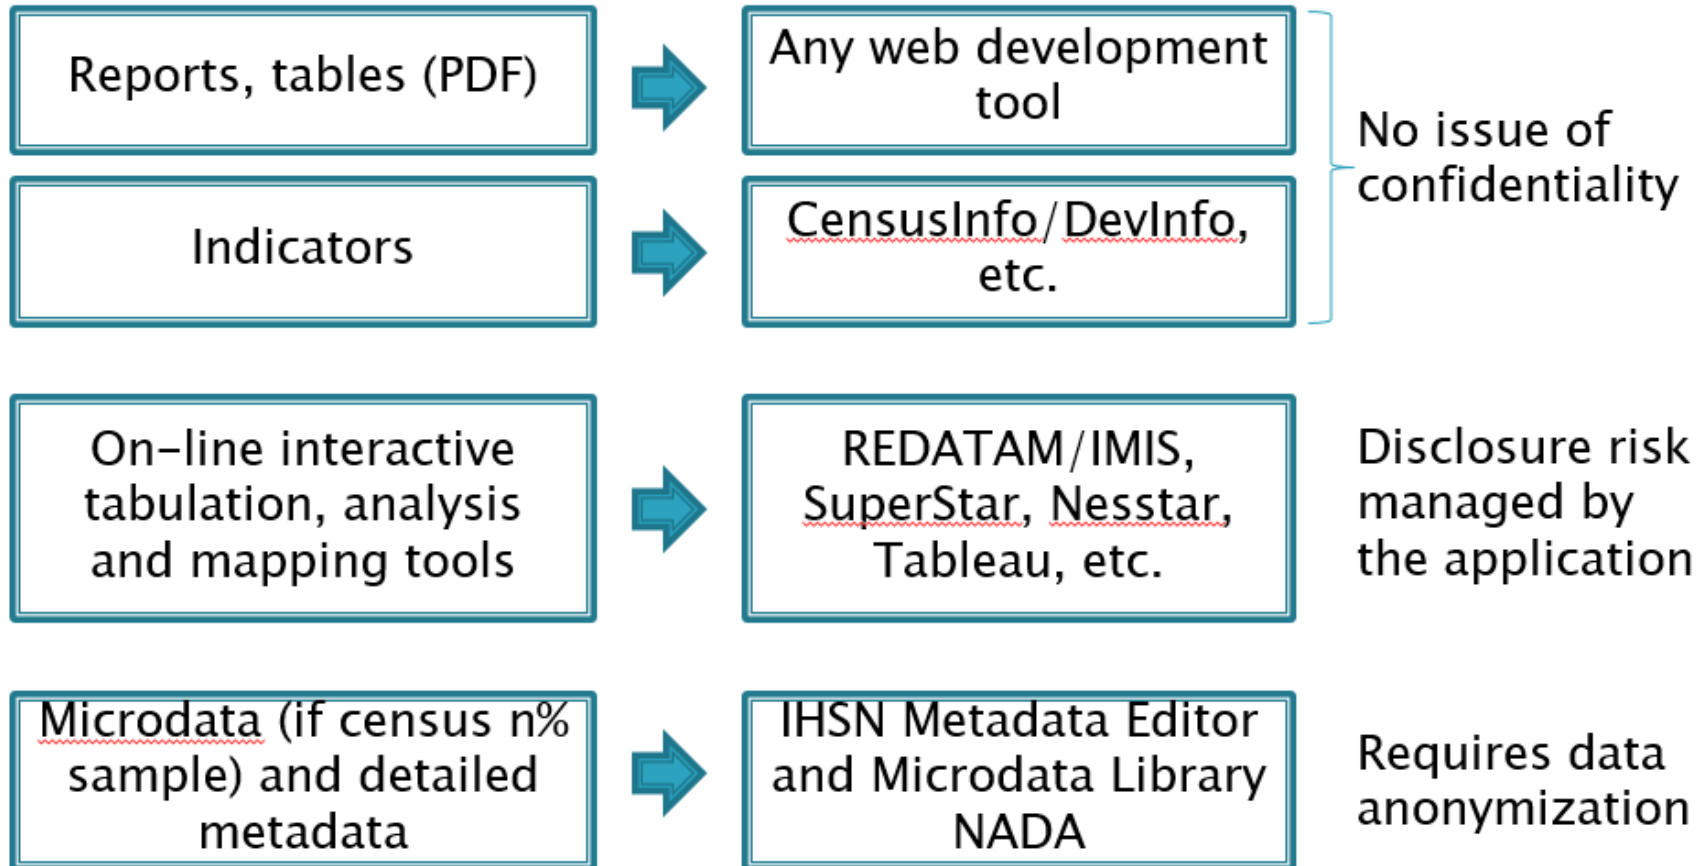 Reports, tables (PDF)
Any web development
tool
Indicators
CensusInfo/DevInfo,
etc.
No issue of
confidentiality
On-line interactive
tabulation, analysis
and mapping tools
REDATAM/IMIS,
SuperStar, Nesstar,
Tableau, etc.
Disclosure risk
managed by
the application
Microdata (if census n%
sample) and detailed
metadata
IHSN Metadata Editor
and Microdata Library
NADA
Requires data
anonymization